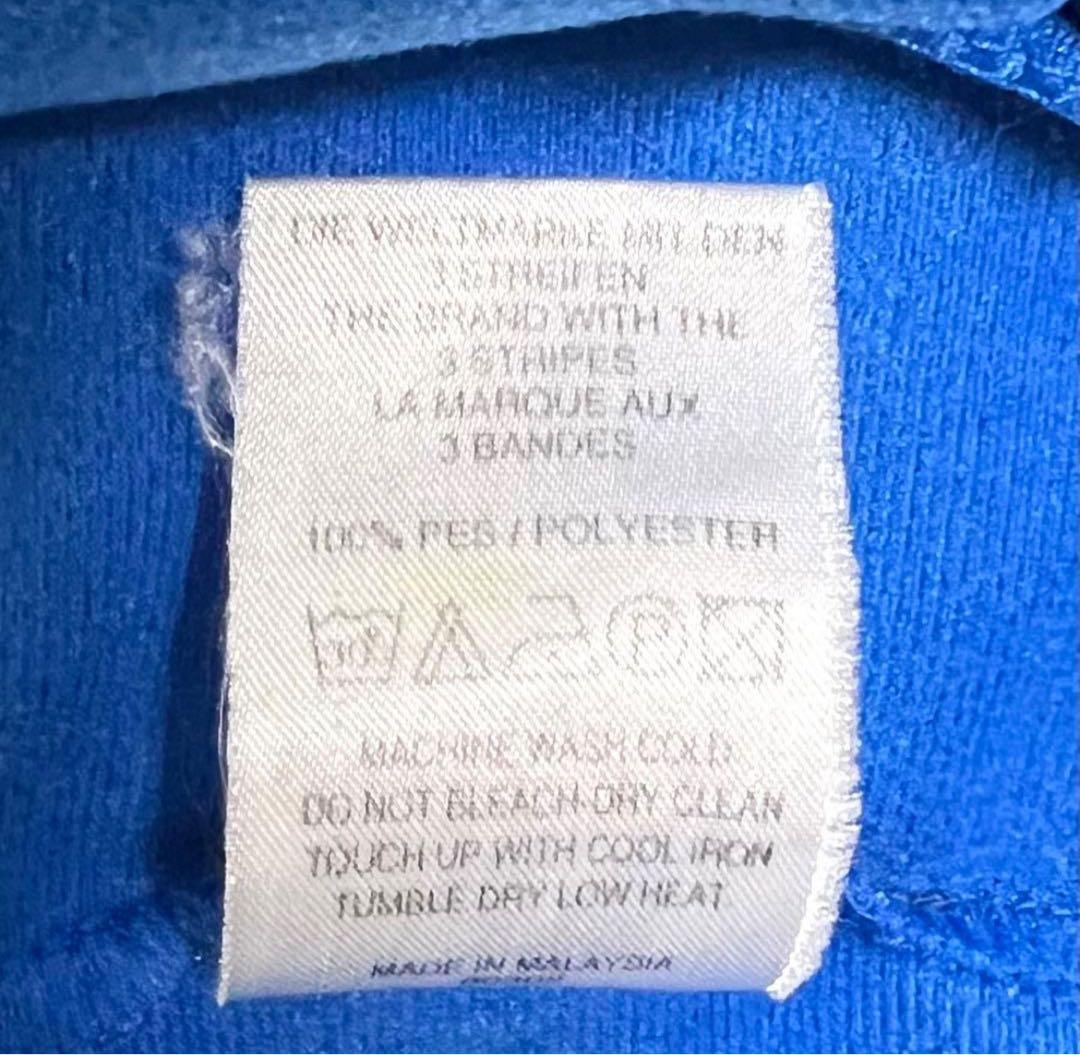 DIE WELTMARKE MIT DEN
3 STREIFEN
THE BRAND WITH THE
3 STRIPES
LA MARQUE AUX
3 BANDES
100% PES / POLYESTER
30° P
MACHINE WASH COLD
DO NOT BLEACH-DRY CLEAN
TOUCH UP WITH COOL IRON
TUMBLE DRY LOW HEAT
MADE IN MALAYSIA